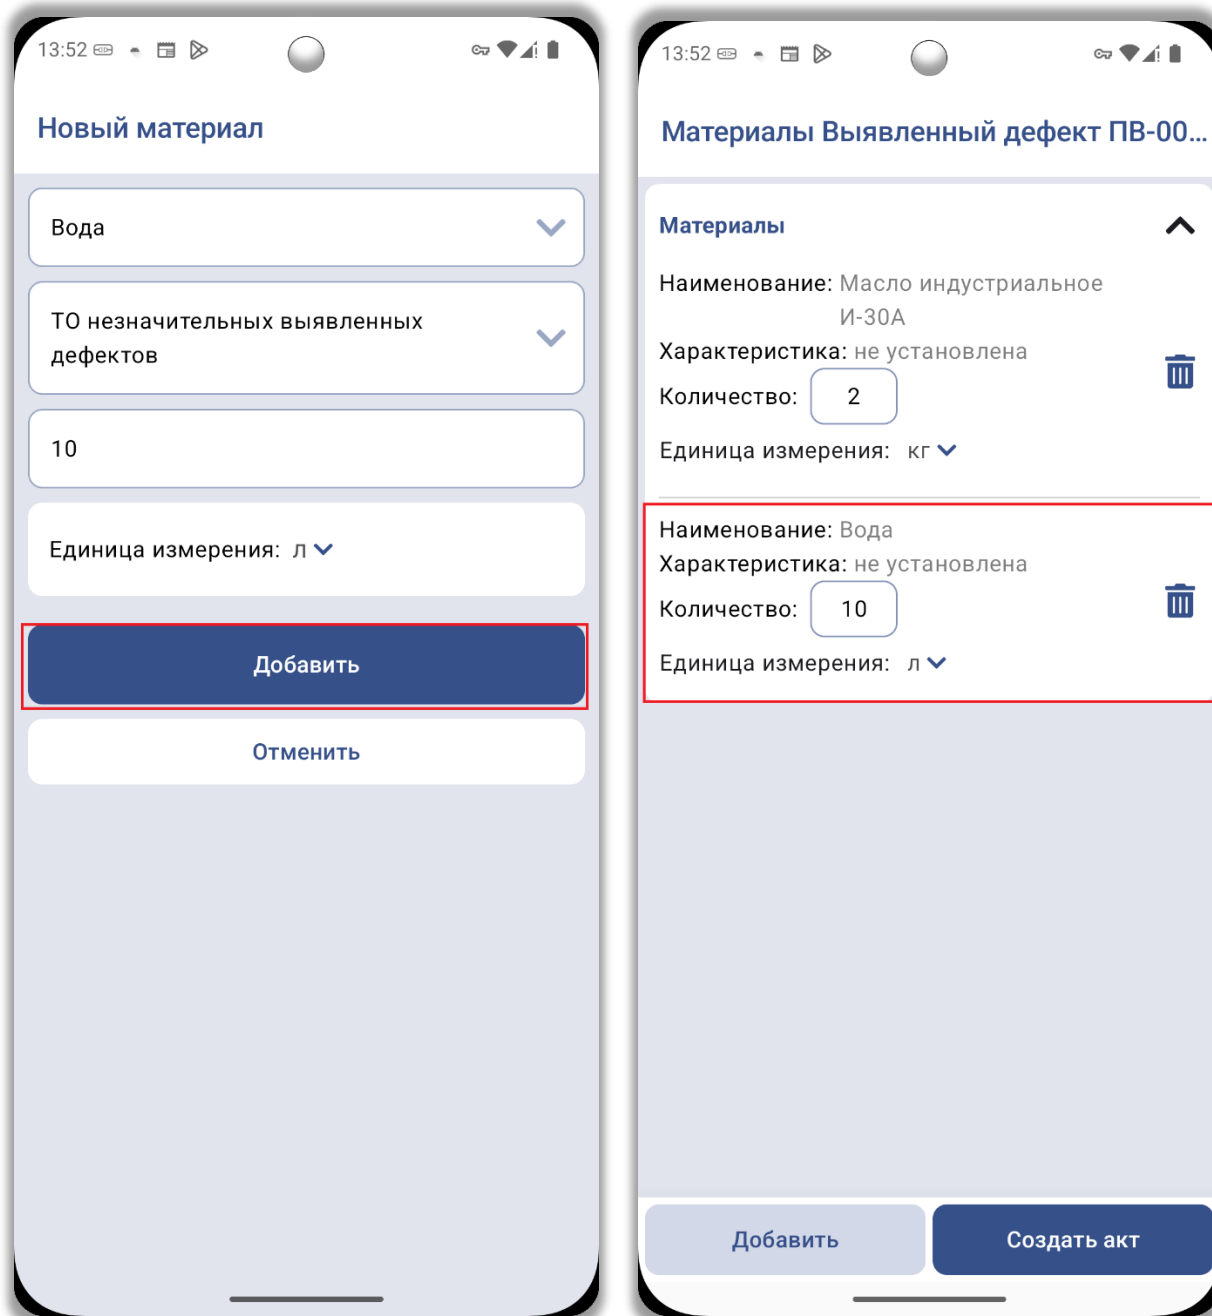 13:52
Новый материал
Вода
ТО незначительных выявленных
дефектов
10
Единица измерения: л
Добавить
Отменить
13:52
Материалы Выявленный дефект ПВ-00...
Материалы
Наименование: Масло индустриальное
И-30А
Характеристика: не установлена
Количество: 2
Единица измерения: кг
Наименование: Вода
Характеристика: не установлена
Количество: 10
Единица измерения: л
Добавить
Создать акт